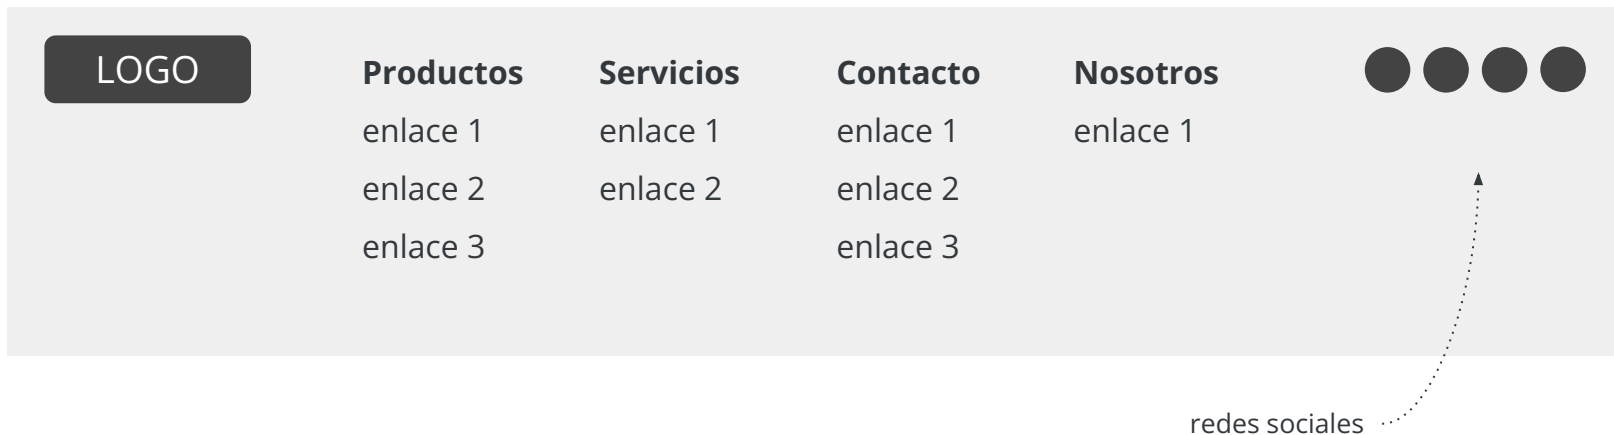 LOGO
Productos
enlace 1
enlace 2
enlace 3
Servicios
enlace 1
enlace 2
Contacto
enlace 1
enlace 2
enlace 3
Nosotros
enlace 1
redes sociales